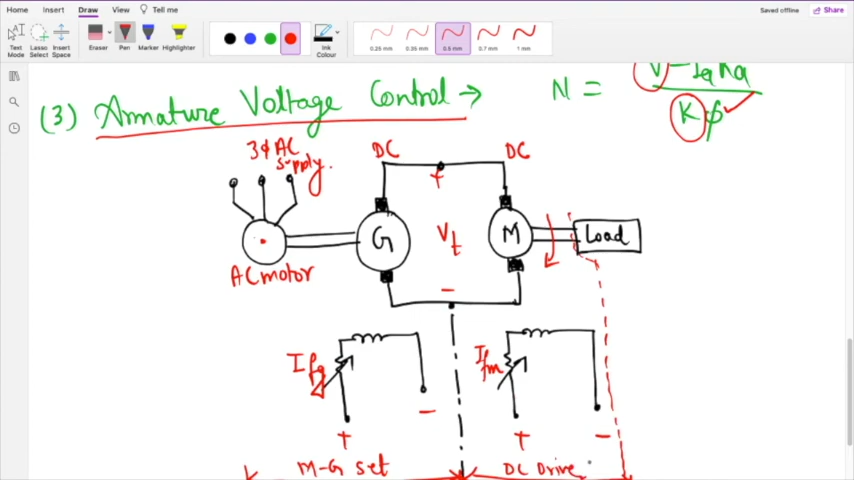 Home Insert Draw View Tell me Saved offline Share
Text Mode Lasso Select Insert Space Eraser Pen Marker Highlighter 0.25 mm 0.35 mm 0.5 mm 0.7 mm 1 mm Ink Colour
(3) Armature Voltage Control → N = V - IaRa / Kφ
3φ AC supply.
DC DC
+
G Vt M Load
AC motor
-
Ifg Ifm
- 
+ + -
M-G set DC Drive